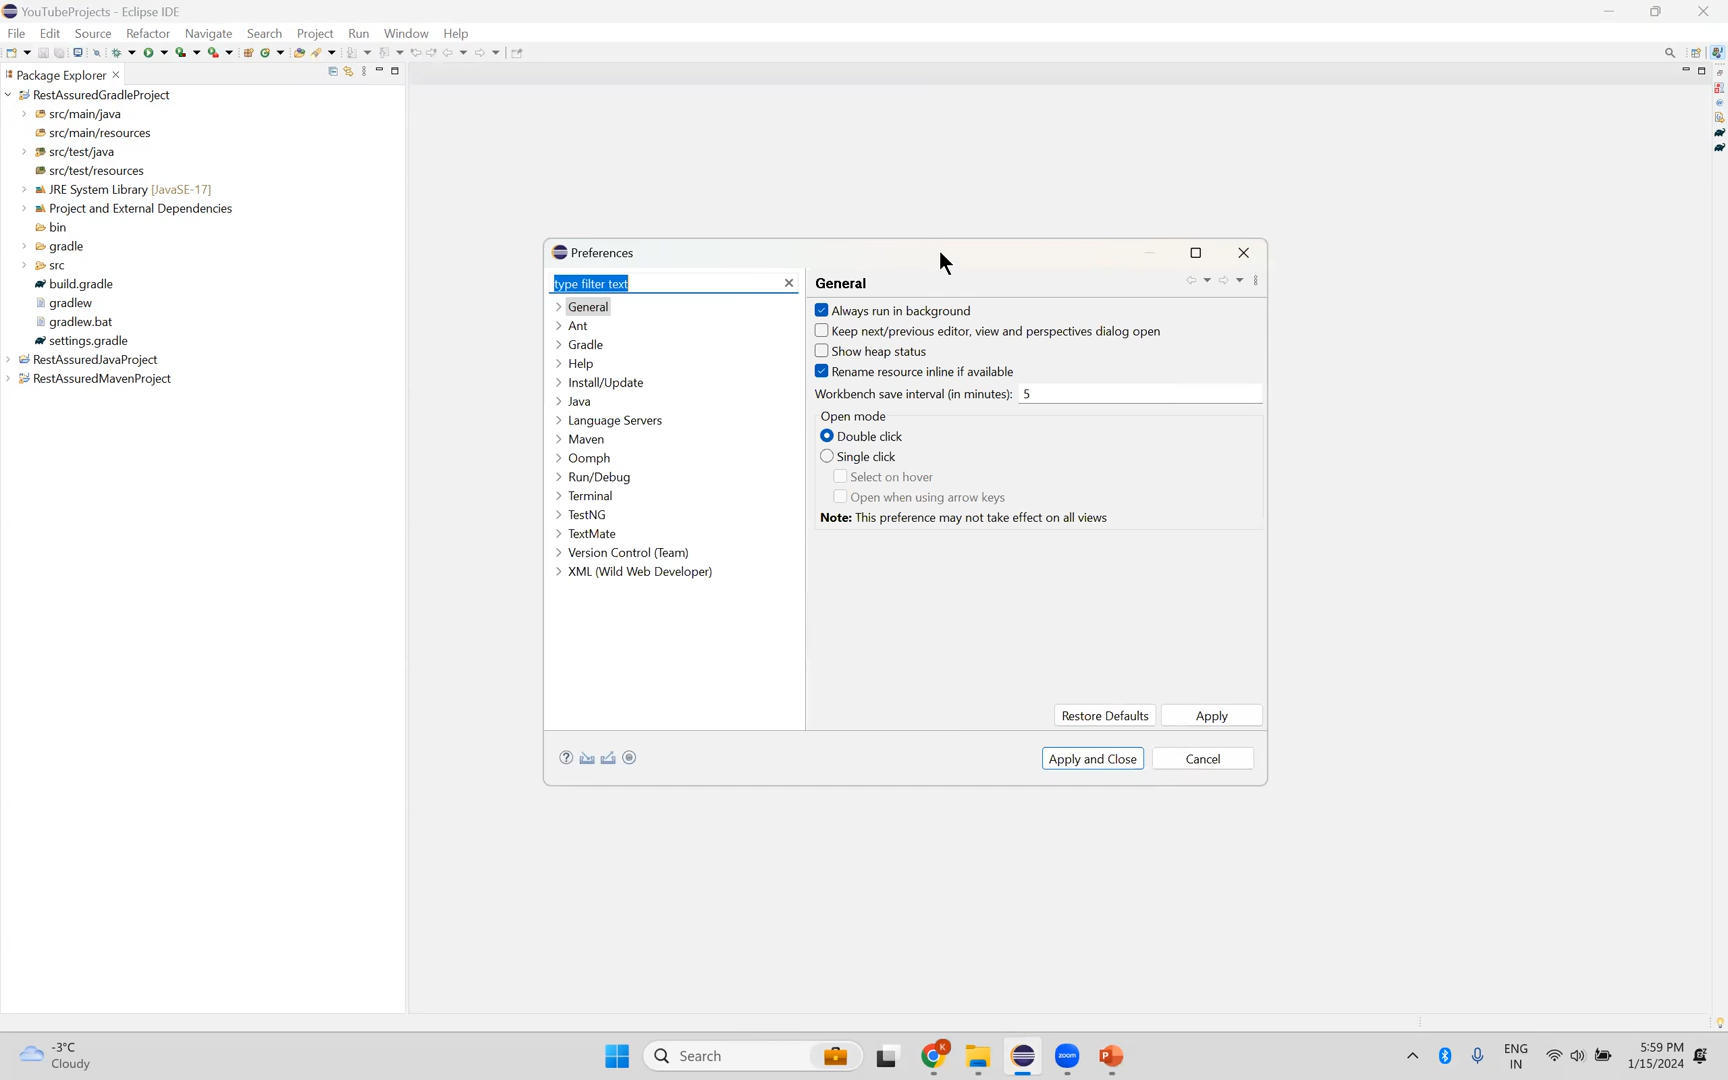 YouTubeProjects - Eclipse IDE
File Edit Source Refactor Navigate Search Project Run Window Help
Package Explorer
RestAssuredGradleProject
src/main/java
src/main/resources
src/test/java
src/test/resources
JRE System Library [JavaSE-17]
Project and External Dependencies
bin
gradle
src
build.gradle
gradlew
gradlew.bat
settings.gradle
RestAssuredJavaProject
RestAssuredMavenProject
Preferences
type filter text
General
Ant
Gradle
Help
Install/Update
Java
Language Servers
Maven
Oomph
Run/Debug
Terminal
TestNG
TextMate
Version Control (Team)
XML (Wild Web Developer)
General
Always run in background
Keep next/previous editor, view and perspectives dialog open
Show heap status
Rename resource inline if available
Workbench save interval (in minutes): 5
Open mode
Double click
Single click
Select on hover
Open when using arrow keys
Note: This preference may not take effect on all views
Restore Defaults Apply
Apply and Close Cancel
-3°C
Cloudy
Search
K
zoom
P
ENG
IN
5:59 PM
1/15/2024